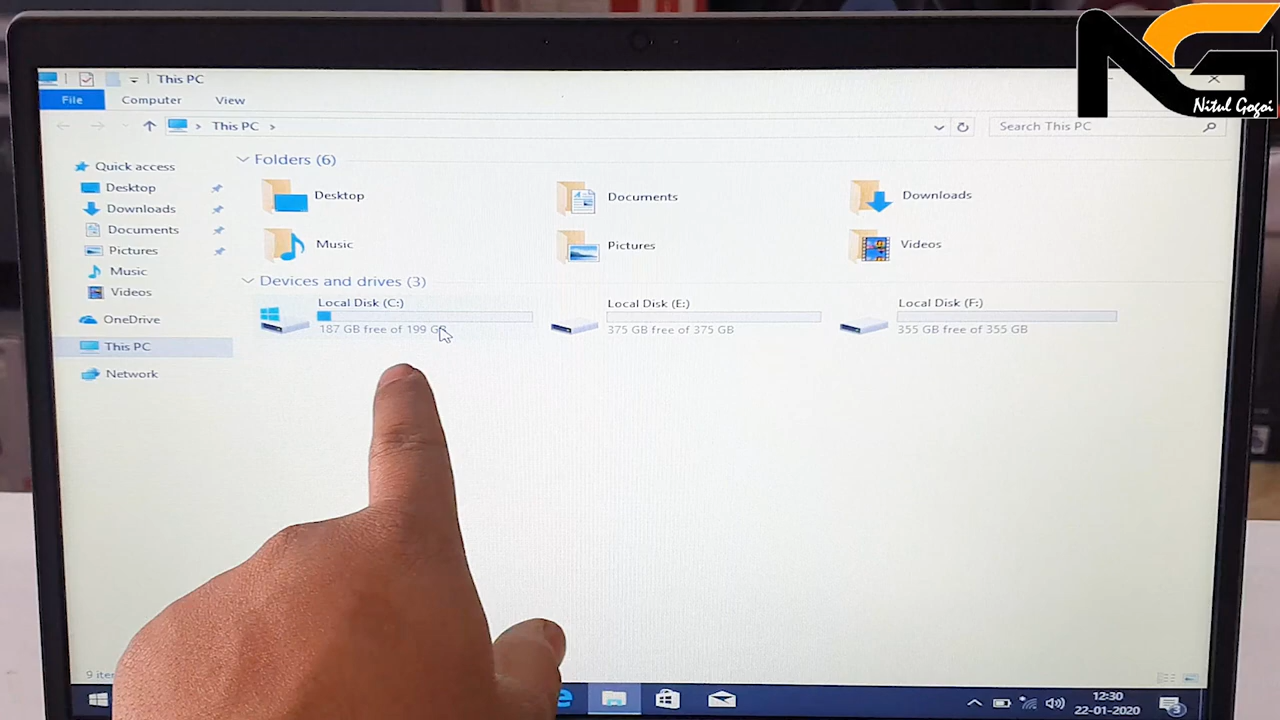 This PC
NG
Nitul Gogoi
File Computer View
This PC
Search This PC
Quick access
Desktop
Downloads
Documents
Pictures
Music
Videos
OneDrive
This PC
Network
Folders (6)
Desktop
Documents
Downloads
Music
Pictures
Videos
Devices and drives (3)
Local Disk (C:)
187 GB free of 199 GB
Local Disk (E:)
375 GB free of 375 GB
Local Disk (F:)
355 GB free of 355 GB
9
12:30
22-01-2020
3